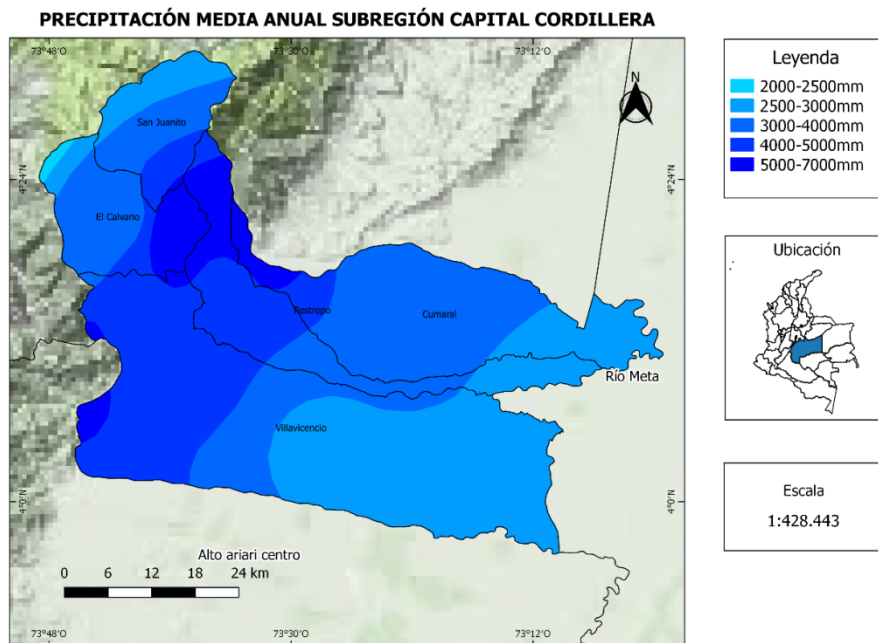 PRECIPITACIÓN MEDIA ANUAL SUBREGIÓN CAPITAL CORDILLERA
73°48'O
73°30'O
73°12'O
N
San Juanito
4°24'N
4°24'N
El Calvario
Restrepo
Cumaral
Río Meta
Villavicencio
4°0'N
4°0'N
Alto ariari centro
0 6 12 18 24 km
73°48'O
73°30'O
73°12'O
Leyenda
2000-2500mm
2500-3000mm
3000-4000mm
4000-5000mm
5000-7000mm
Ubicación
Escala
1:428.443